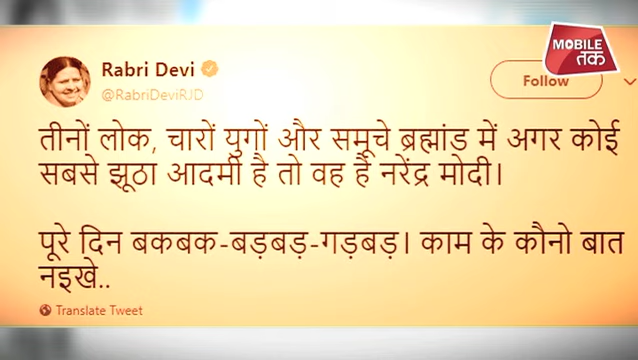 MOBILE
तक
Rabri Devi
@RabriDeviRJD
Follow
तीनों लोक, चारों युगों और समूचे ब्रह्मांड में अगर कोई
सबसे झूठा आदमी है तो वह है नरेंद्र मोदी।
पूरे दिन बकबक-बड़बड़-गड़बड़। काम के कौनो बात
नइखे..
Translate Tweet